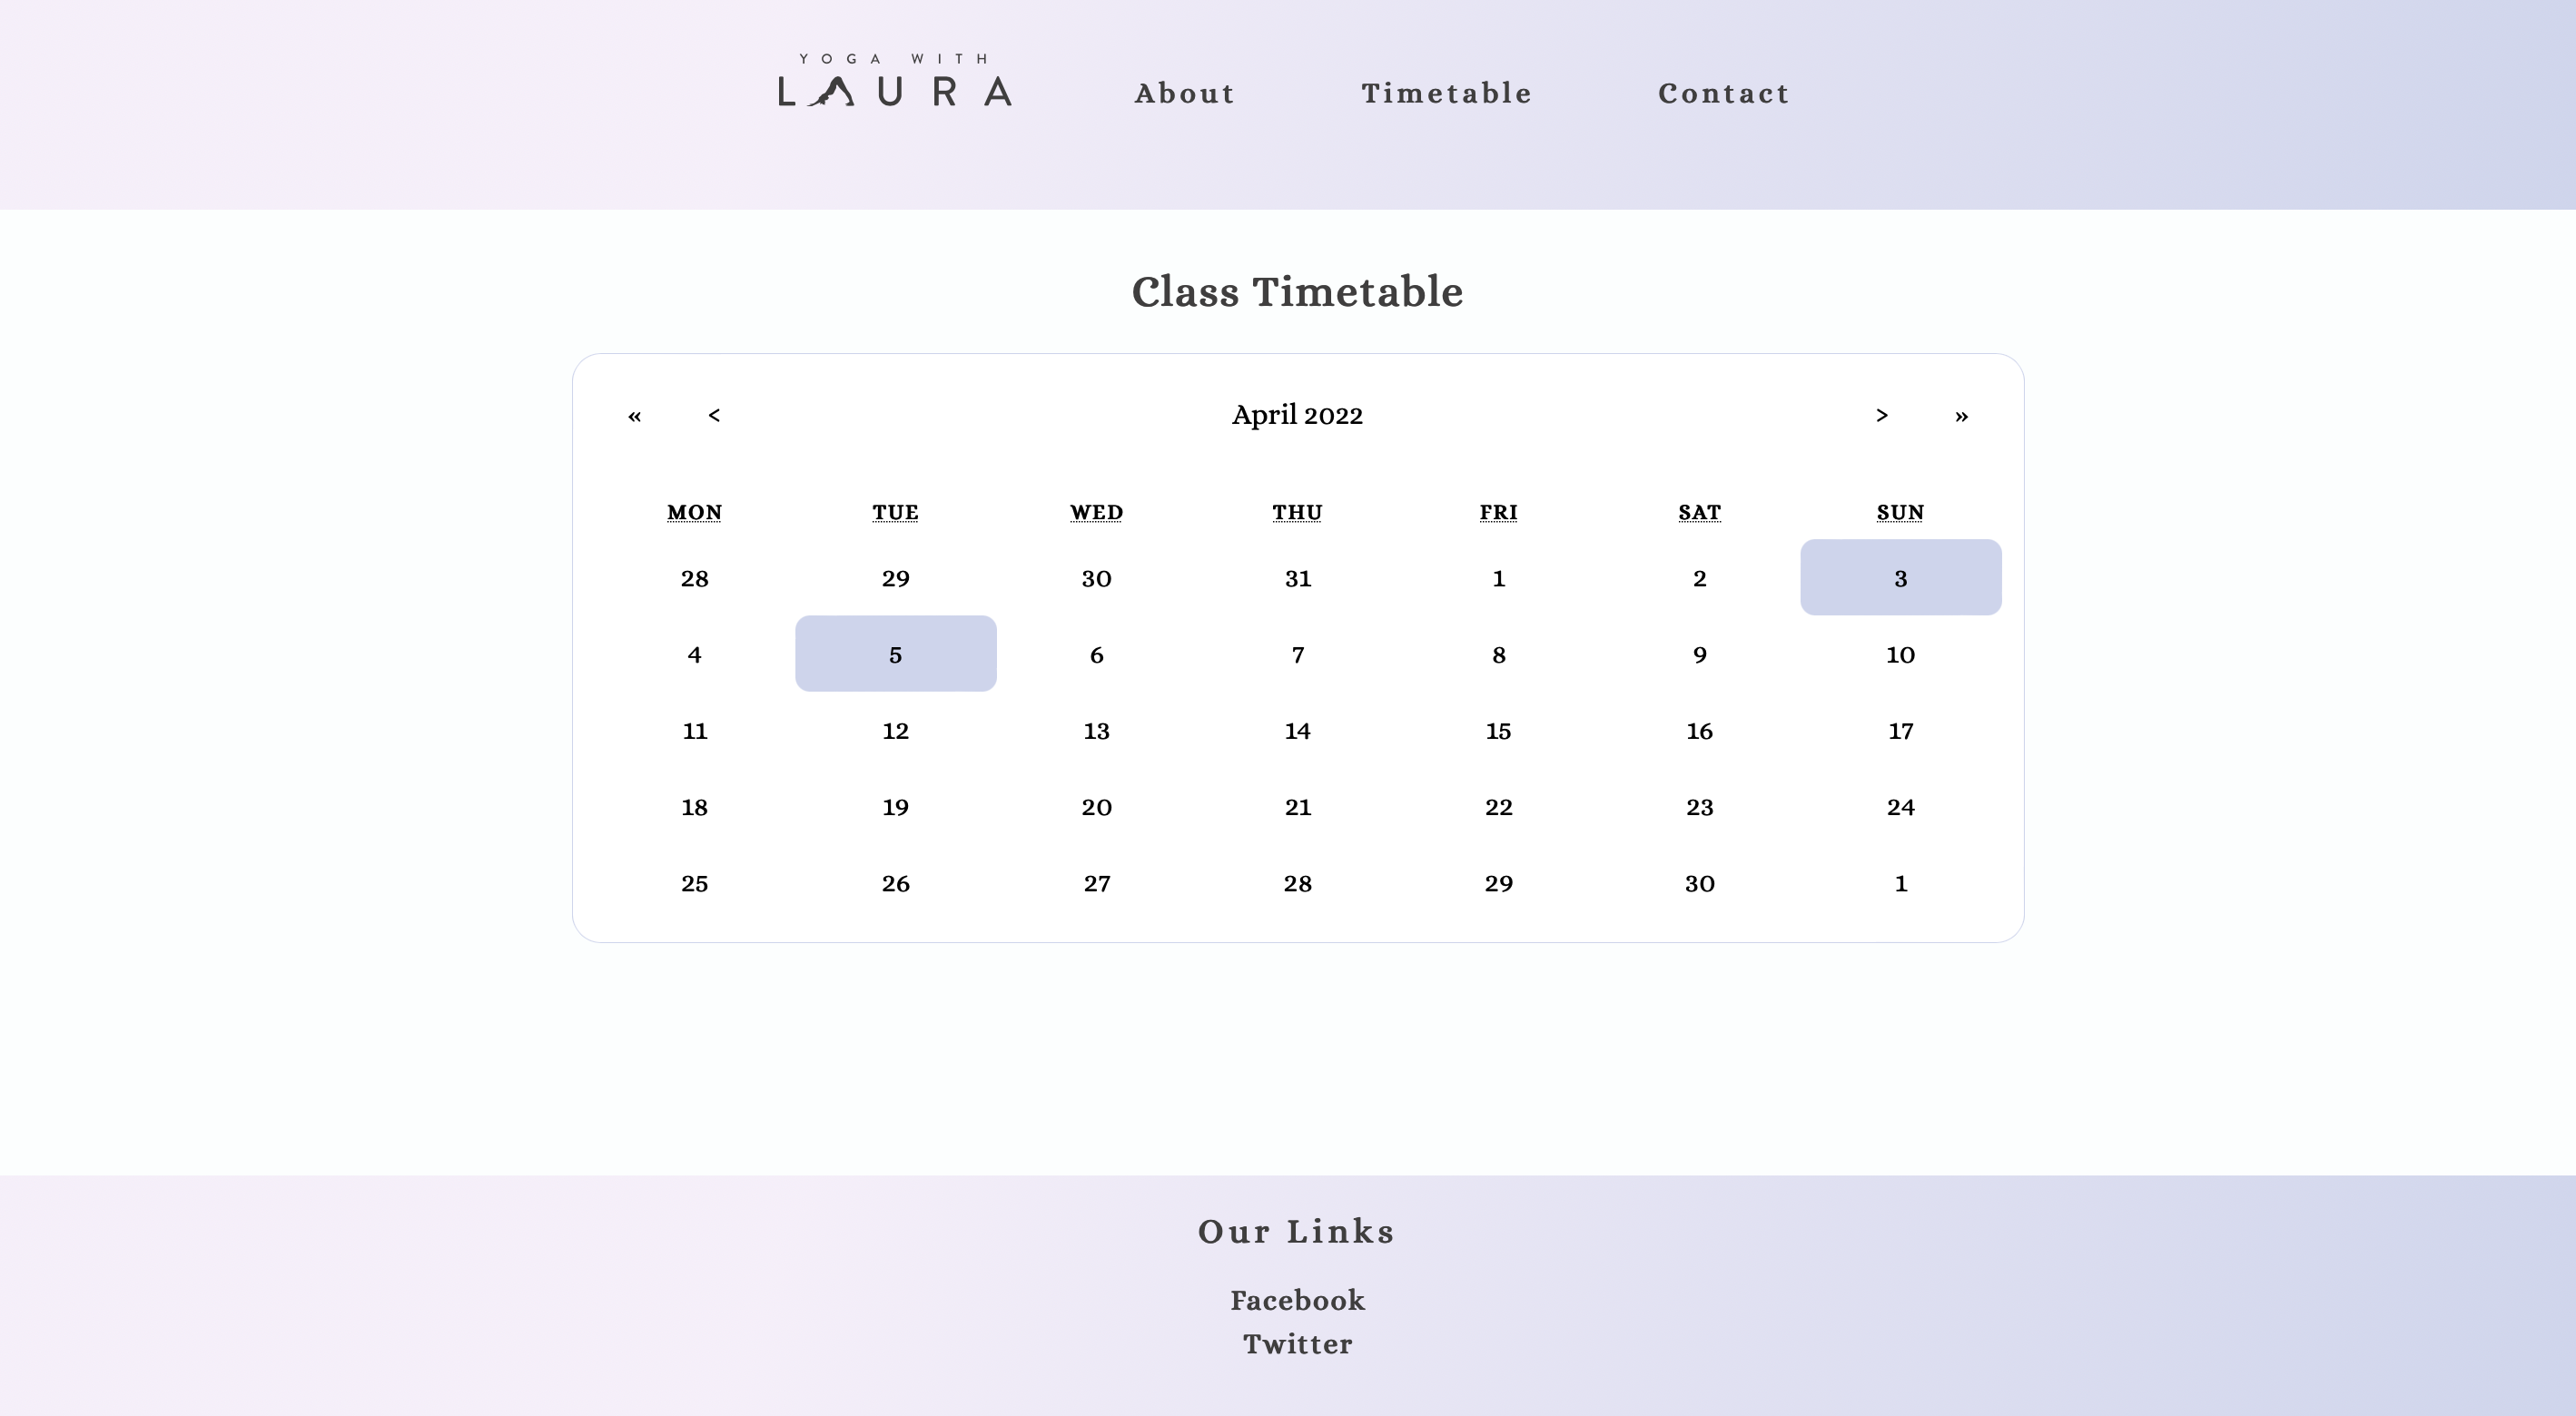 YOGA WITH
LAURA
About Timetable Contact
Class Timetable
« < April 2022 > »
MON TUE WED THU FRI SAT SUN
28 29 30 31 1 2 3
4 5 6 7 8 9 10
11 12 13 14 15 16 17
18 19 20 21 22 23 24
25 26 27 28 29 30 1
Our Links
Facebook
Twitter